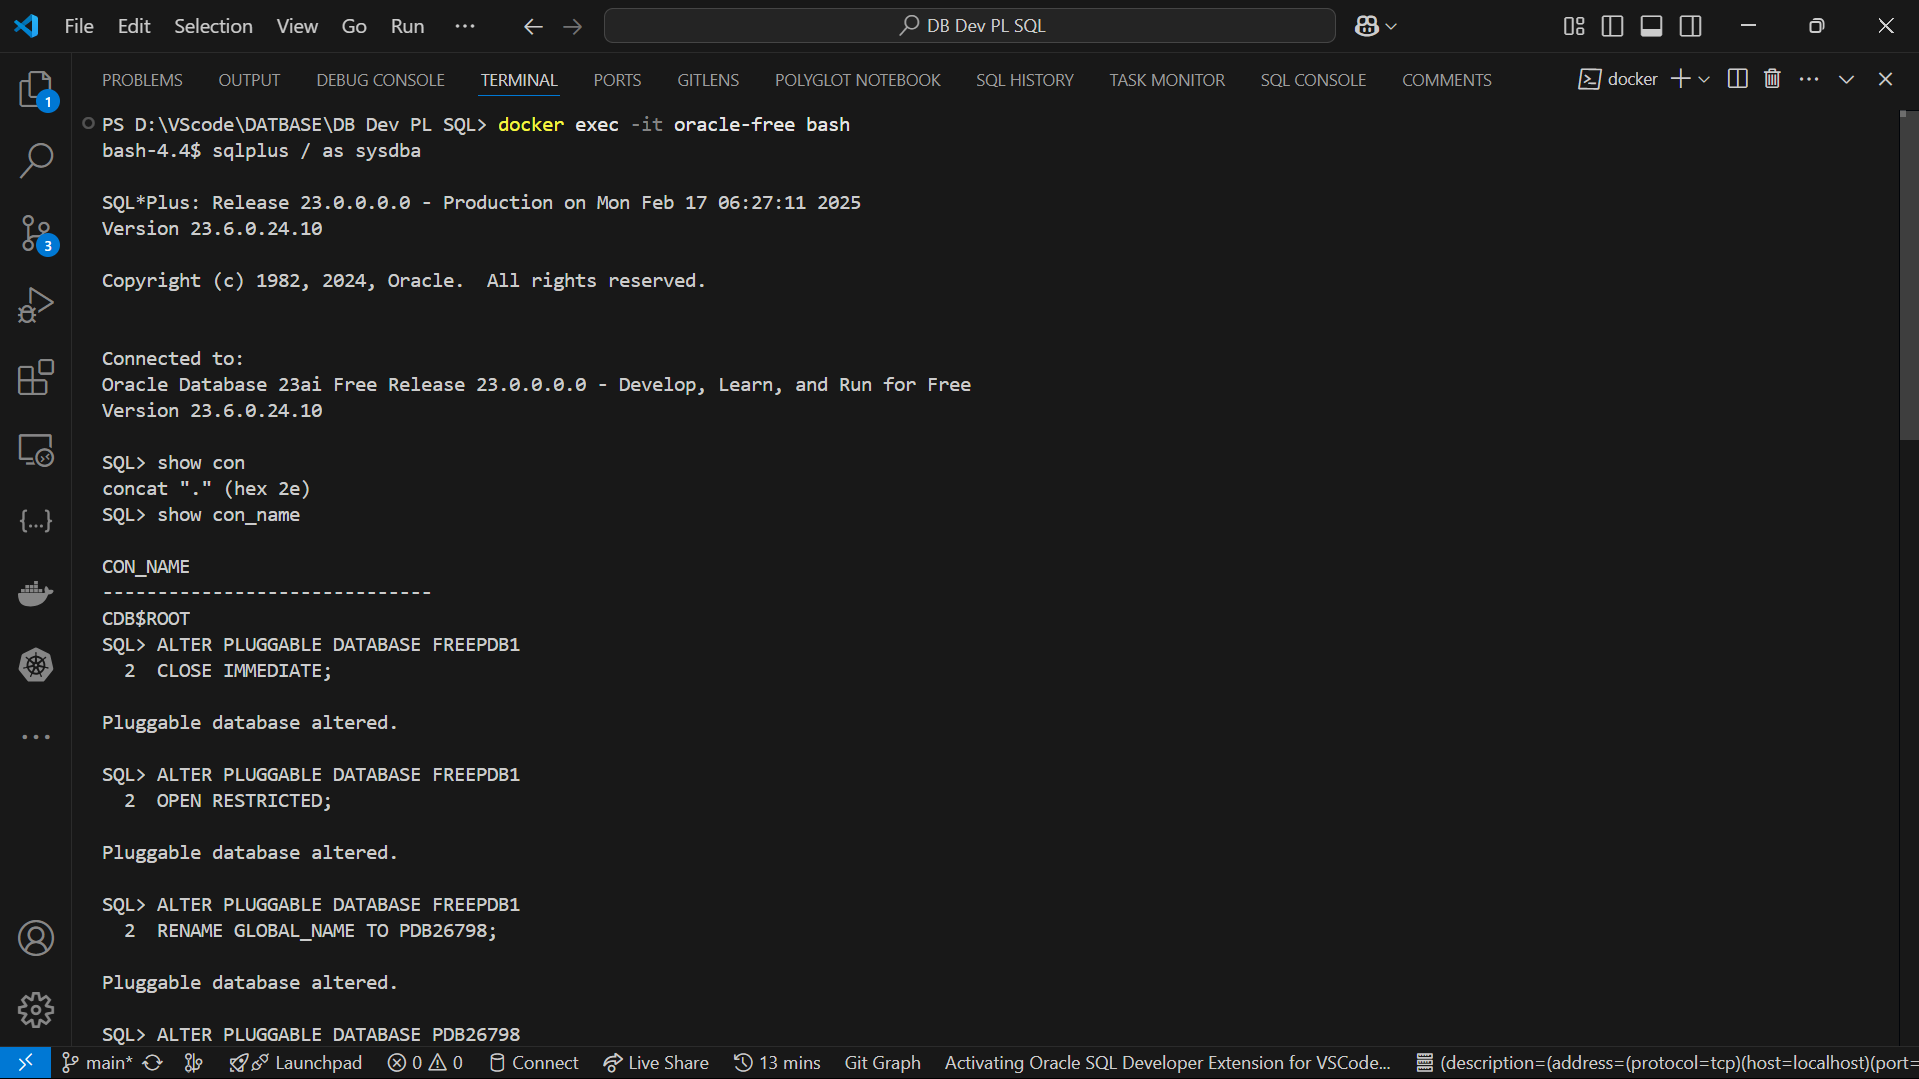 File Edit Selection View Go Run ··· DB Dev PL SQL
PROBLEMS OUTPUT DEBUG CONSOLE TERMINAL PORTS GITLENS POLYGLOT NOTEBOOK SQL HISTORY TASK MONITOR SQL CONSOLE COMMENTS docker
1
3
PS D:\VScode\DATBASE\DB Dev PL SQL> docker exec -it oracle-free bash
bash-4.4$ sqlplus / as sysdba
SQL*Plus: Release 23.0.0.0.0 - Production on Mon Feb 17 06:27:11 2025
Version 23.6.0.24.10
Copyright (c) 1982, 2024, Oracle.  All rights reserved.
Connected to:
Oracle Database 23ai Free Release 23.0.0.0.0 - Develop, Learn, and Run for Free
Version 23.6.0.24.10
SQL> show con
concat "." (hex 2e)
SQL> show con_name
CON_NAME
------------------------------
CDB$ROOT
SQL> ALTER PLUGGABLE DATABASE FREEPDB1
  2  CLOSE IMMEDIATE;
Pluggable database altered.
SQL> ALTER PLUGGABLE DATABASE FREEPDB1
  2  OPEN RESTRICTED;
Pluggable database altered.
SQL> ALTER PLUGGABLE DATABASE FREEPDB1
  2  RENAME GLOBAL_NAME TO PDB26798;
Pluggable database altered.
SQL> ALTER PLUGGABLE DATABASE PDB26798
main* Launchpad 0 0 Connect Live Share 13 mins Git Graph Activating Oracle SQL Developer Extension for VSCode... (description=(address=(protocol=tcp)(host=localhost)(port=